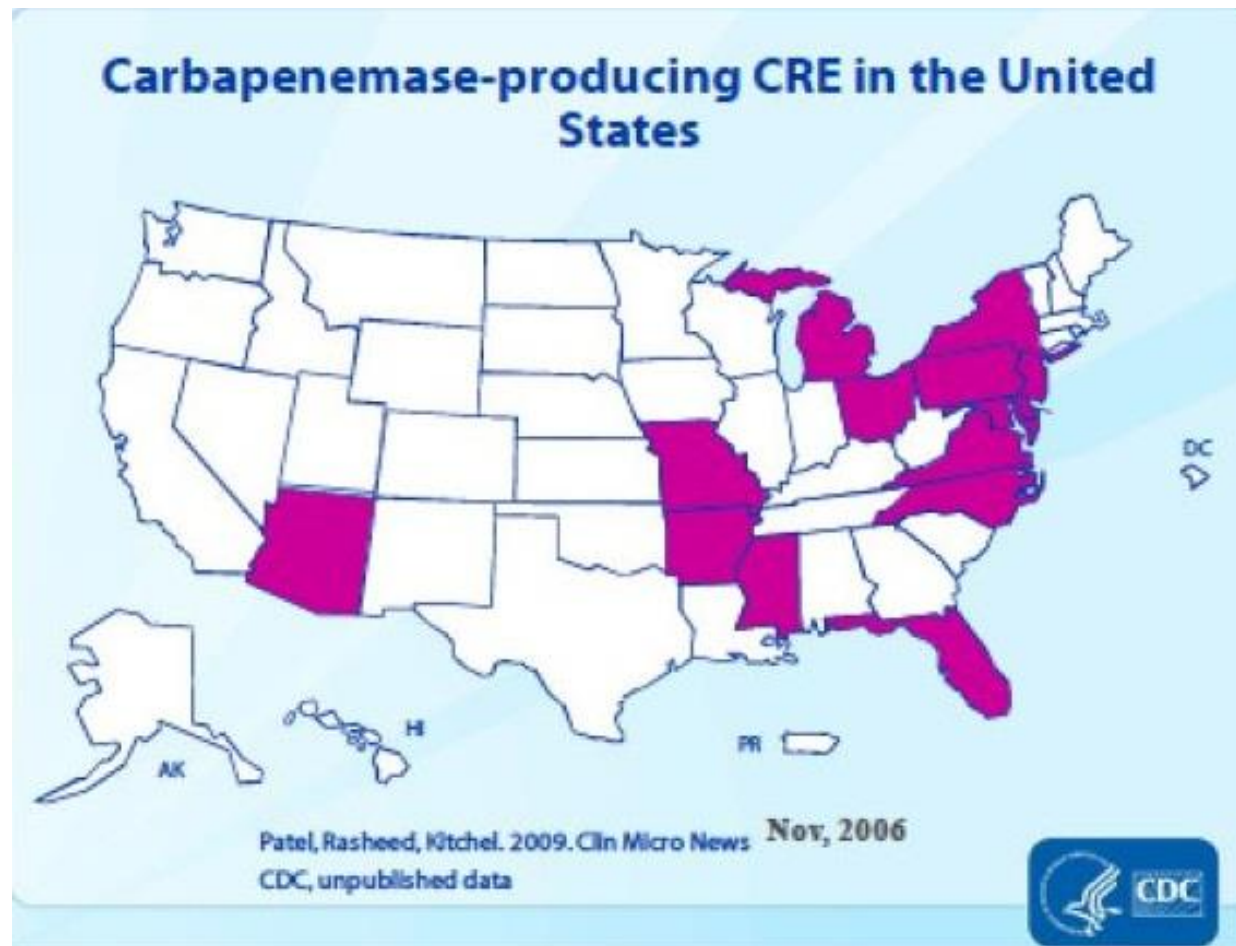 Carbapenemase-producing CRE in the United
States
DC
HI
PR
AK
Patel, Rasheed, Kitchel. 2009. Clin Micro News
Nov, 2006
CDC, unpublished data
CDC